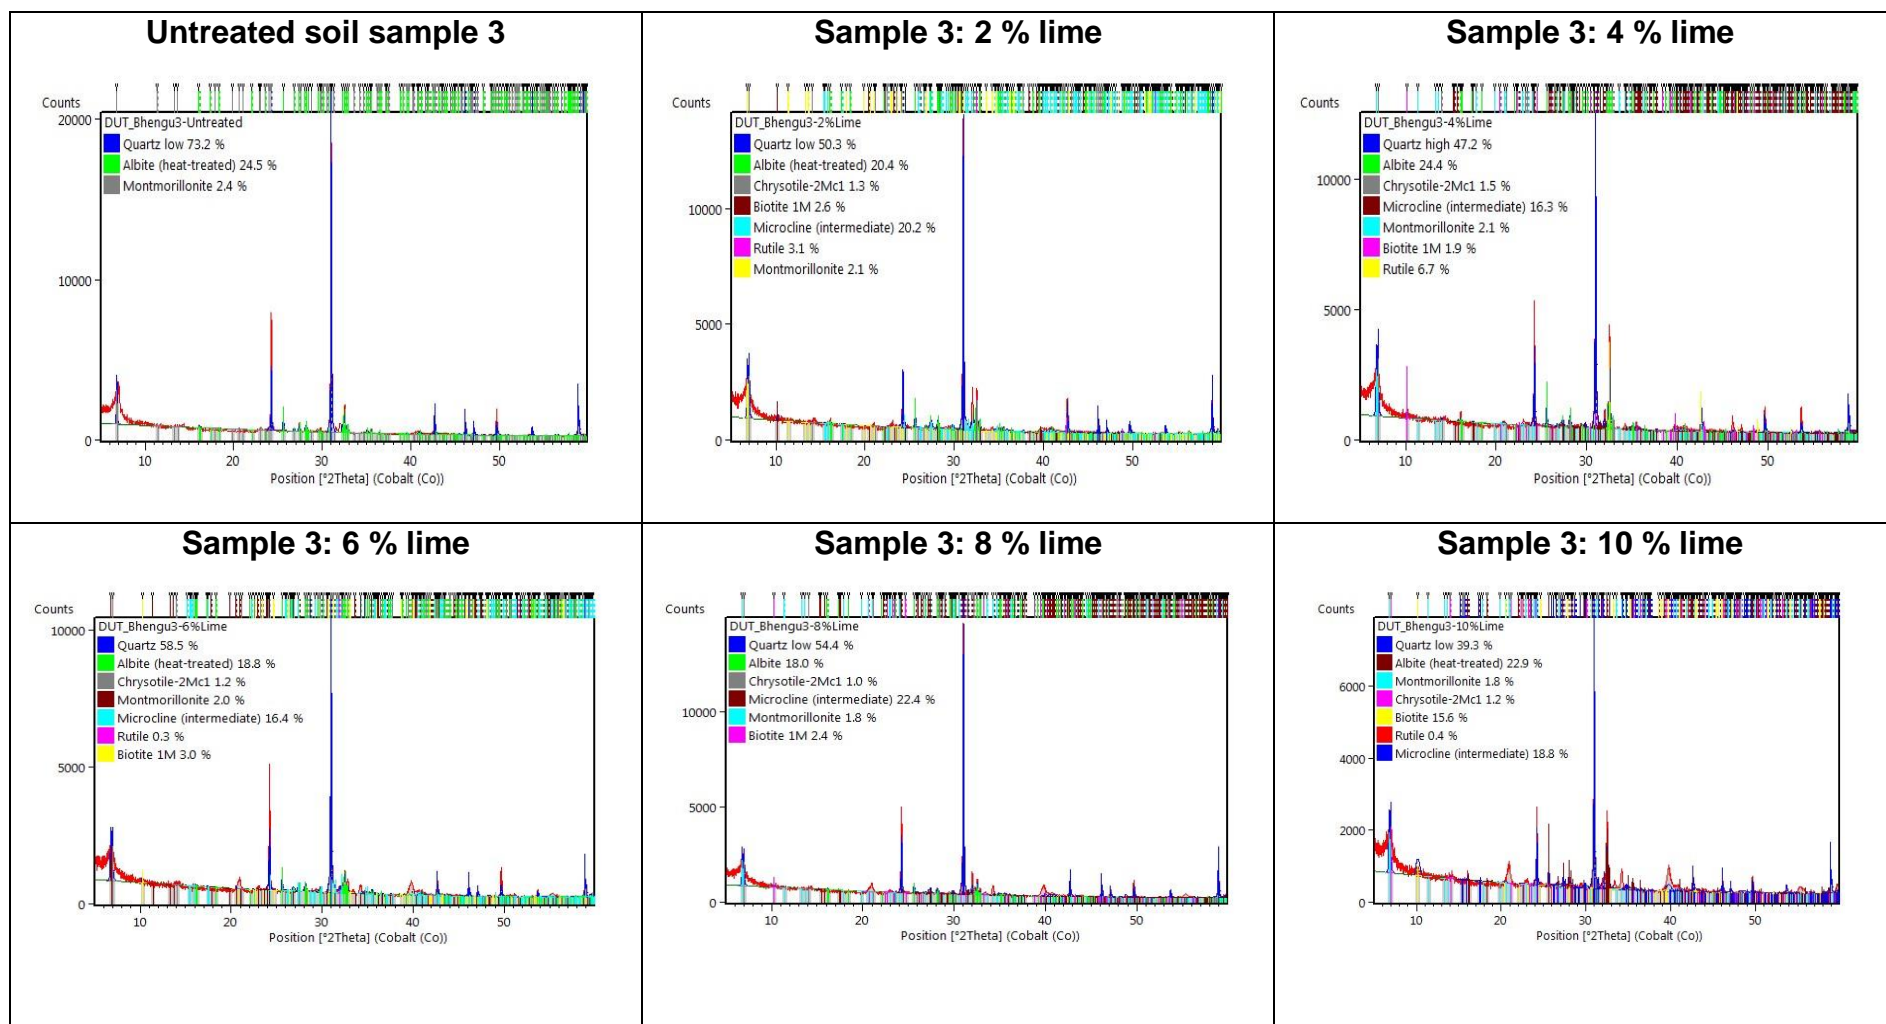 Untreated soil sample 3
Counts
20000
10000
0
DUT_Bhengu3-Untreated
Quartz low 73.2 %
Albite (heat-treated) 24.5 %
Montmorillonite 2.4 %
10 20 30 40 50
Position [°2Theta] (Cobalt (Co))
Sample 3: 2 % lime
Counts
10000
5000
0
DUT_Bhengu3-2%Lime
Quartz low 50.3 %
Albite (heat-treated) 20.4 %
Chrysotile-2Mc1 1.3 %
Biotite 1M 2.6 %
Microcline (intermediate) 20.2 %
Rutile 3.1 %
Montmorillonite 2.1 %
10 20 30 40 50
Position [°2Theta] (Cobalt (Co))
Sample 3: 4 % lime
Counts
10000
5000
0
DUT_Bhengu3-4%Lime
Quartz high 47.2 %
Albite 24.4 %
Chrysotile-2Mc1 1.5 %
Microcline (intermediate) 16.3 %
Montmorillonite 2.1 %
Biotite 1M 1.9 %
Rutile 6.7 %
10 20 30 40 50
Position [°2Theta] (Cobalt (Co))
Sample 3: 6 % lime
Counts
10000
5000
0
DUT_Bhengu3-6%Lime
Quartz 58.5 %
Albite (heat-treated) 18.8 %
Chrysotile-2Mc1 1.2 %
Montmorillonite 2.0 %
Microcline (intermediate) 16.4 %
Rutile 0.3 %
Biotite 1M 3.0 %
10 20 30 40 50
Position [°2Theta] (Cobalt (Co))
Sample 3: 8 % lime
Counts
10000
5000
0
DUT_Bhengu3-8%Lime
Quartz low 54.4 %
Albite 18.0 %
Chrysotile-2Mc1 1.0 %
Microcline (intermediate) 22.4 %
Montmorillonite 1.8 %
Biotite 1M 2.4 %
10 20 30 40 50
Position [°2Theta] (Cobalt (Co))
Sample 3: 10 % lime
Counts
6000
4000
2000
0
DUT_Bhengu3-10%Lime
Quartz low 39.3 %
Albite (heat-treated) 22.9 %
Montmorillonite 1.8 %
Chrysotile-2Mc1 1.2 %
Biotite 15.6 %
Rutile 0.4 %
Microcline (intermediate) 18.8 %
10 20 30 40 50
Position [°2Theta] (Cobalt (Co))